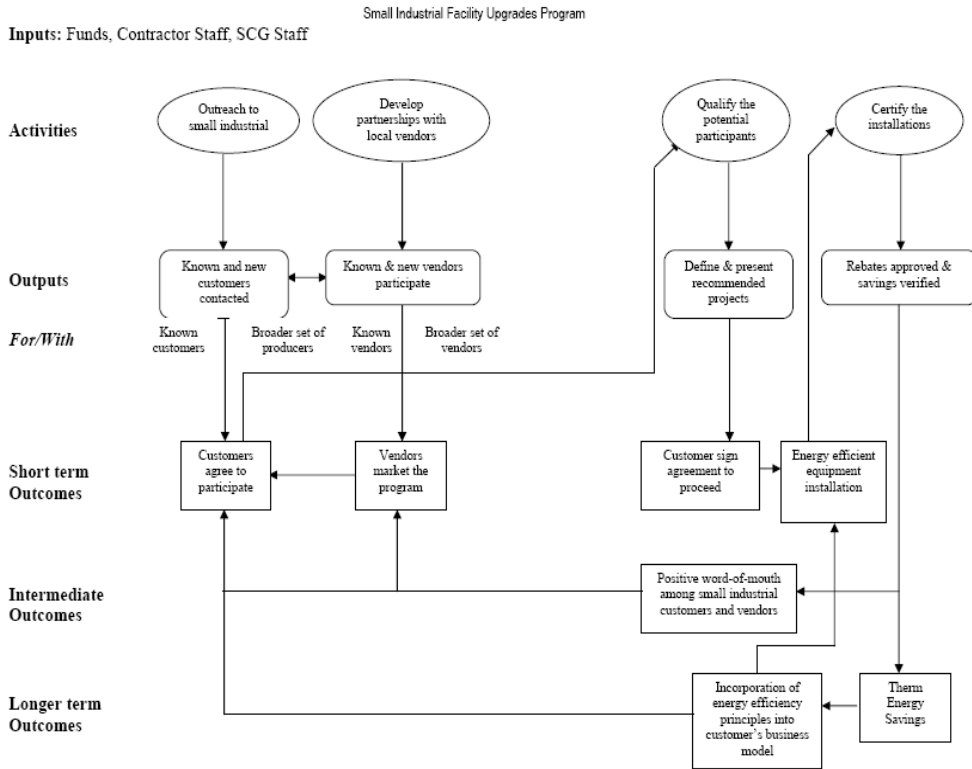 Small Industrial Facility Upgrades Program
Inputs: Funds, Contractor Staff, SCG Staff
Activities
Outreach to
small industrial
Develop
partnerships with
local vendors
Qualify the
potential
participants
Certify the
installations
Outputs
Known and new
customers
contacted
Known & new vendors
participate
Define & present
recommended
projects
Rebates approved &
savings verified
For/With
Known
customers
Broader set of
producers
Known
vendors
Broader set of
vendors
Short term
Outcomes
Customers
agree to
participate
Vendors
market the
program
Customer sign
agreement to
proceed
Energy efficient
equipment
installation
Intermediate
Outcomes
Positive word-of-mouth
among small industrial
customers and vendors
Longer term
Outcomes
Incorporation of
energy efficiency
principles into
customer's business
model
Therm
Energy
Savings